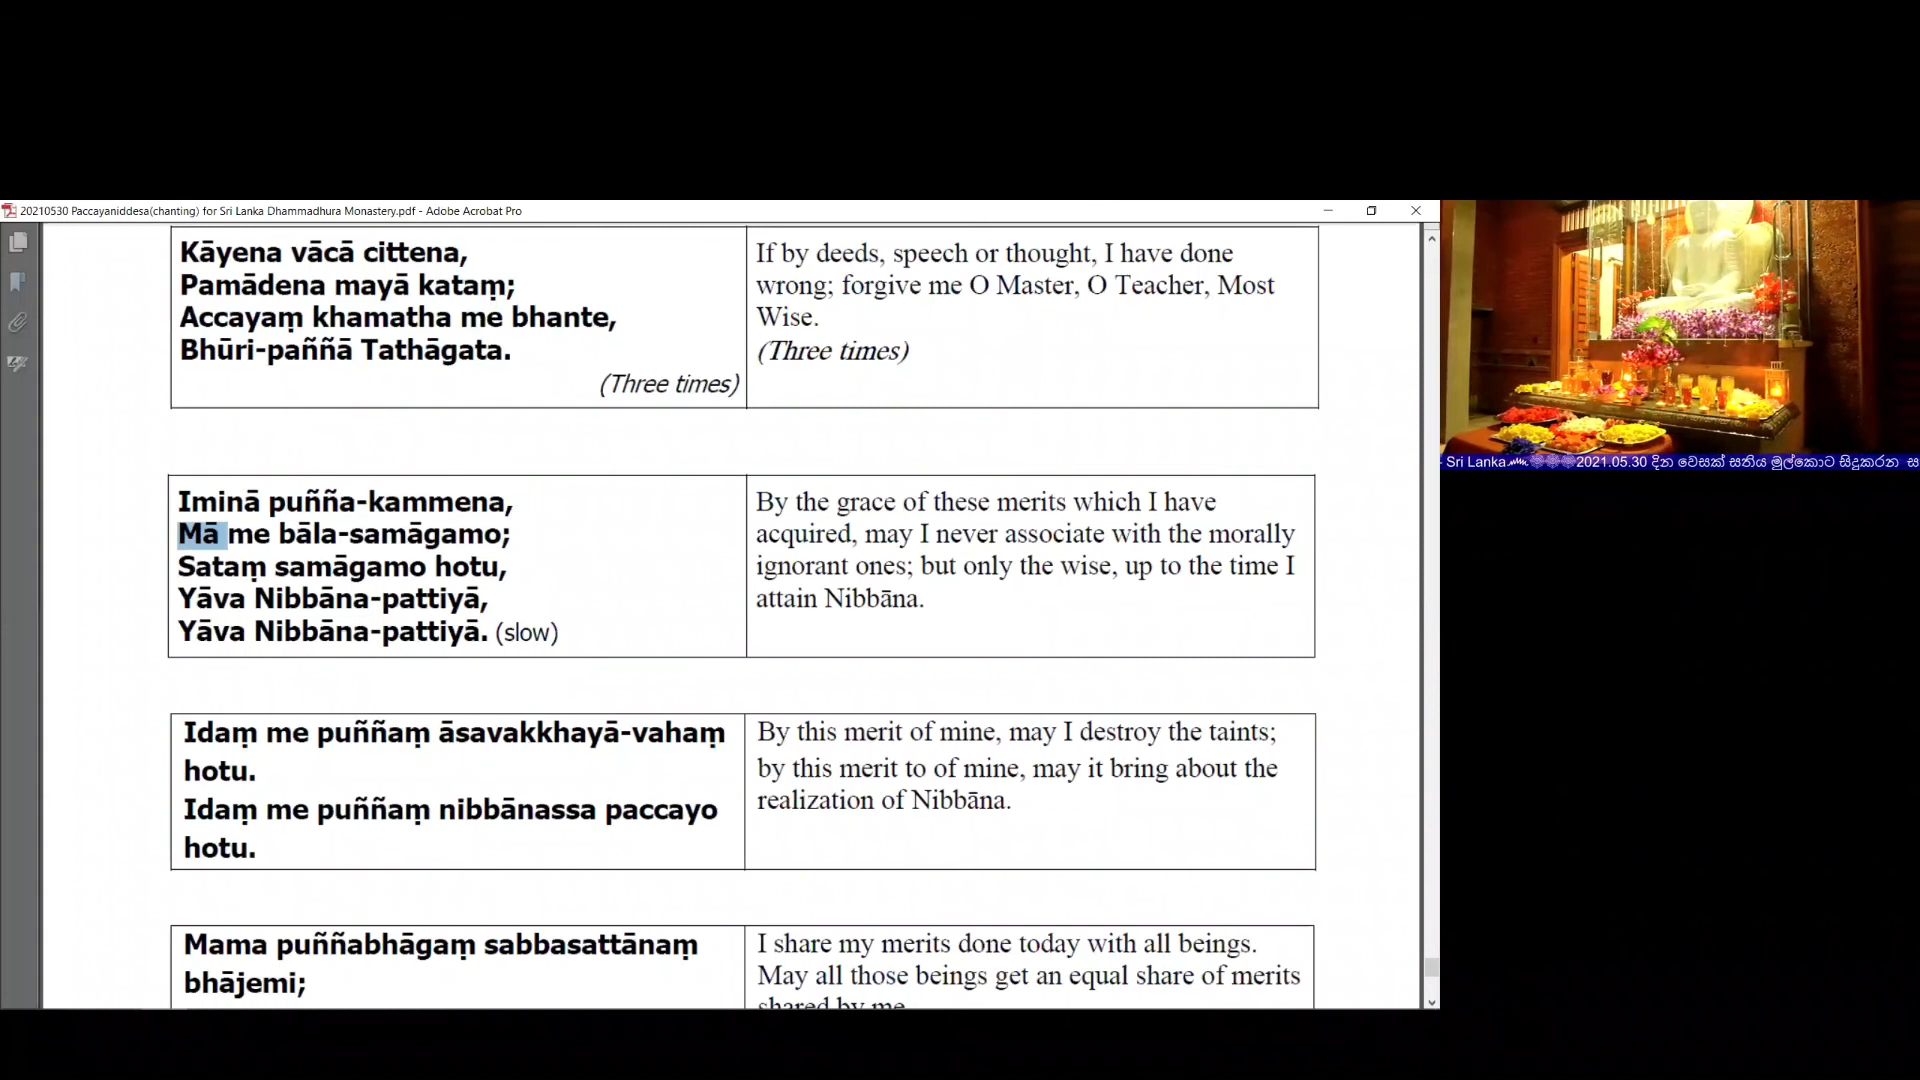 20210530 Paccayaniddesa(chanting) for Sri Lanka Dhammadhura Monastery.pdf - Adobe Acrobat Pro
Kāyena vācā cittena,
Pamādena mayā kataṃ;
Accayaṃ khamatha me bhante,
Bhūri-paññā Tathāgata.
(Three times)
If by deeds, speech or thought, I have done
wrong; forgive me O Master, O Teacher, Most
Wise.
(Three times)
Iminā puñña-kammena,
Mā me bāla-samāgamo;
Sataṃ samāgamo hotu,
Yāva Nibbāna-pattiyā,
Yāva Nibbāna-pattiyā. (slow)
By the grace of these merits which I have
acquired, may I never associate with the morally
ignorant ones; but only the wise, up to the time I
attain Nibbāna.
Idaṃ me puññaṃ āsavakkhayā-vahaṃ
hotu.
Idaṃ me puññaṃ nibbānassa paccayo
hotu.
By this merit of mine, may I destroy the taints;
by this merit to of mine, may it bring about the
realization of Nibbāna.
Mama puññabhāgaṃ sabbasattānaṃ
bhājemi;
I share my merits done today with all beings.
May all those beings get an equal share of merits
shared by me
- Sri Lanka 2021.05.30 දින වෙසක් සතිය මුල්කොට සිදුකරන ස